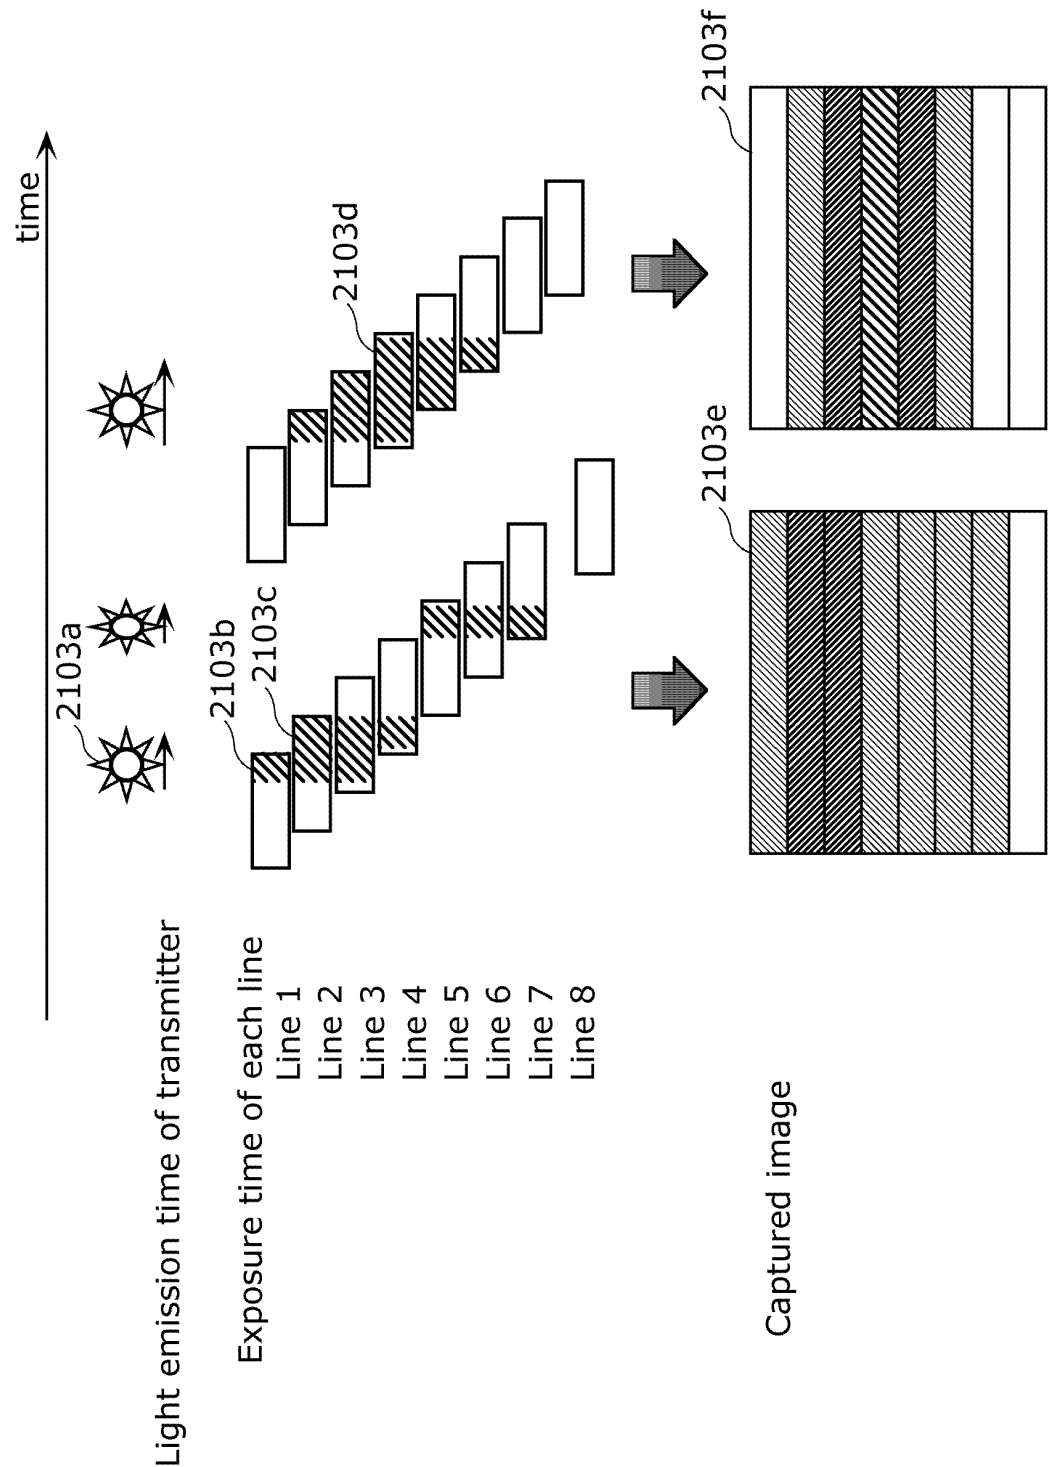 time
2103a
Light emission time of transmitter
2103b
2103c
2103d
Exposure time of each line
Line 1
Line 2
Line 3
Line 4
Line 5
Line 6
Line 7
Line 8
2103e
2103f
Captured image